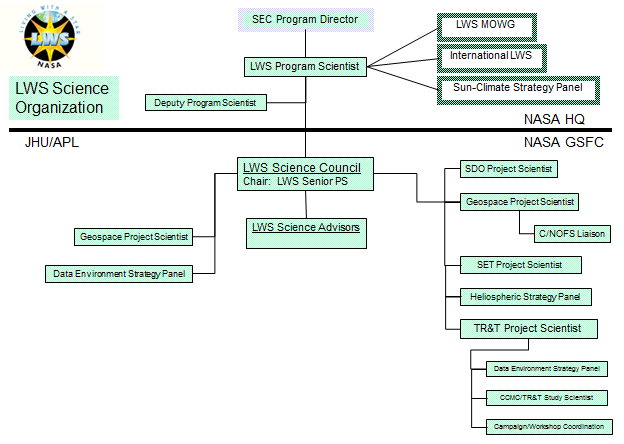 LIVING WITH A STAR
LWS
NASA
LWS Science
Organization
SEC Program Director
LWS Program Scientist
Deputy Program Scientist
LWS MOWG
International LWS
Sun-Climate Strategy Panel
NASA HQ
JHU/APL
NASA GSFC
LWS Science Council
Chair: LWS Senior PS
LWS Science Advisors
Geospace Project Scientist
Data Environment Strategy Panel
SDO Project Scientist
Geospace Project Scientist
C/NOFS Liaison
SET Project Scientist
Heliospheric Strategy Panel
TR&T Project Scientist
Data Environment Strategy Panel
CCMC/TR&T Study Scientist
Campaign/Workshop Coordination